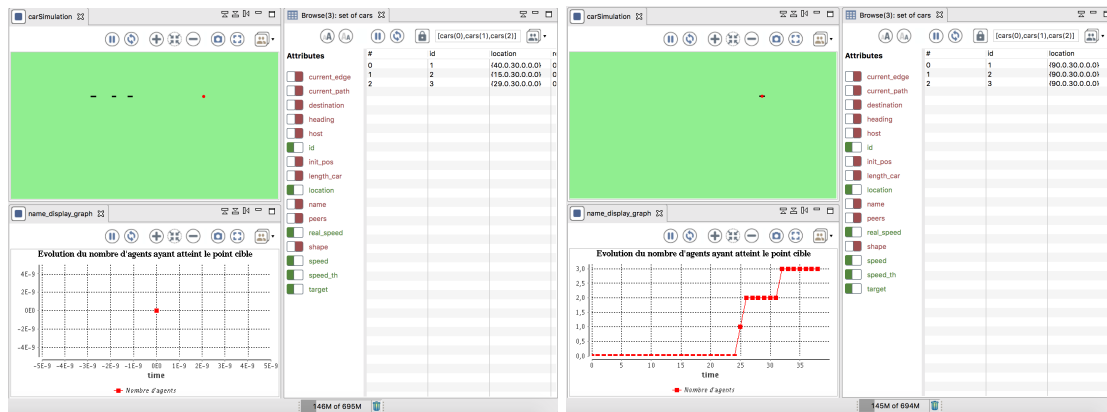 carSimulation
Browse(3): set of cars
[cars(0),cars(1),cars(2)]
Attributes
current_edge
current_path
destination
heading
host
id
init_pos
length_car
location
name
peers
real_speed
shape
speed
speed_th
target
# id location re
0 1 {40.0.30.0.0.0} 0
1 2 {15.0.30.0.0.0} 0
2 3 {29.0.30.0.0.0} 0
name_display_graph
Evolution du nombre d'agents ayant atteint le point cible
4E-9
2E-9
0E0
-2E-9
-4E-9
-5E-9 -4E-9 -3E-9 -2E-9 -1E-9 0E0 1E-9 2E-9 3E-9 4E-9 5E-9
time
Nombre d'agents
146M of 695M
carSimulation
Browse(3): set of cars
[cars(0),cars(1),cars(2)]
Attributes
current_edge
current_path
destination
heading
host
id
init_pos
length_car
location
name
peers
real_speed
shape
speed
speed_th
target
# id location
0 1 {90.0.30.0.0.0}
1 2 {90.0.30.0.0.0}
2 3 {90.0.30.0.0.0}
name_display_graph
Evolution du nombre d'agents ayant atteint le point cible
3,0
2,5
2,0
1,5
1,0
0,5
0,0
0 5 10 15 20 25 30 35
time
Nombre d'agents
145M of 694M